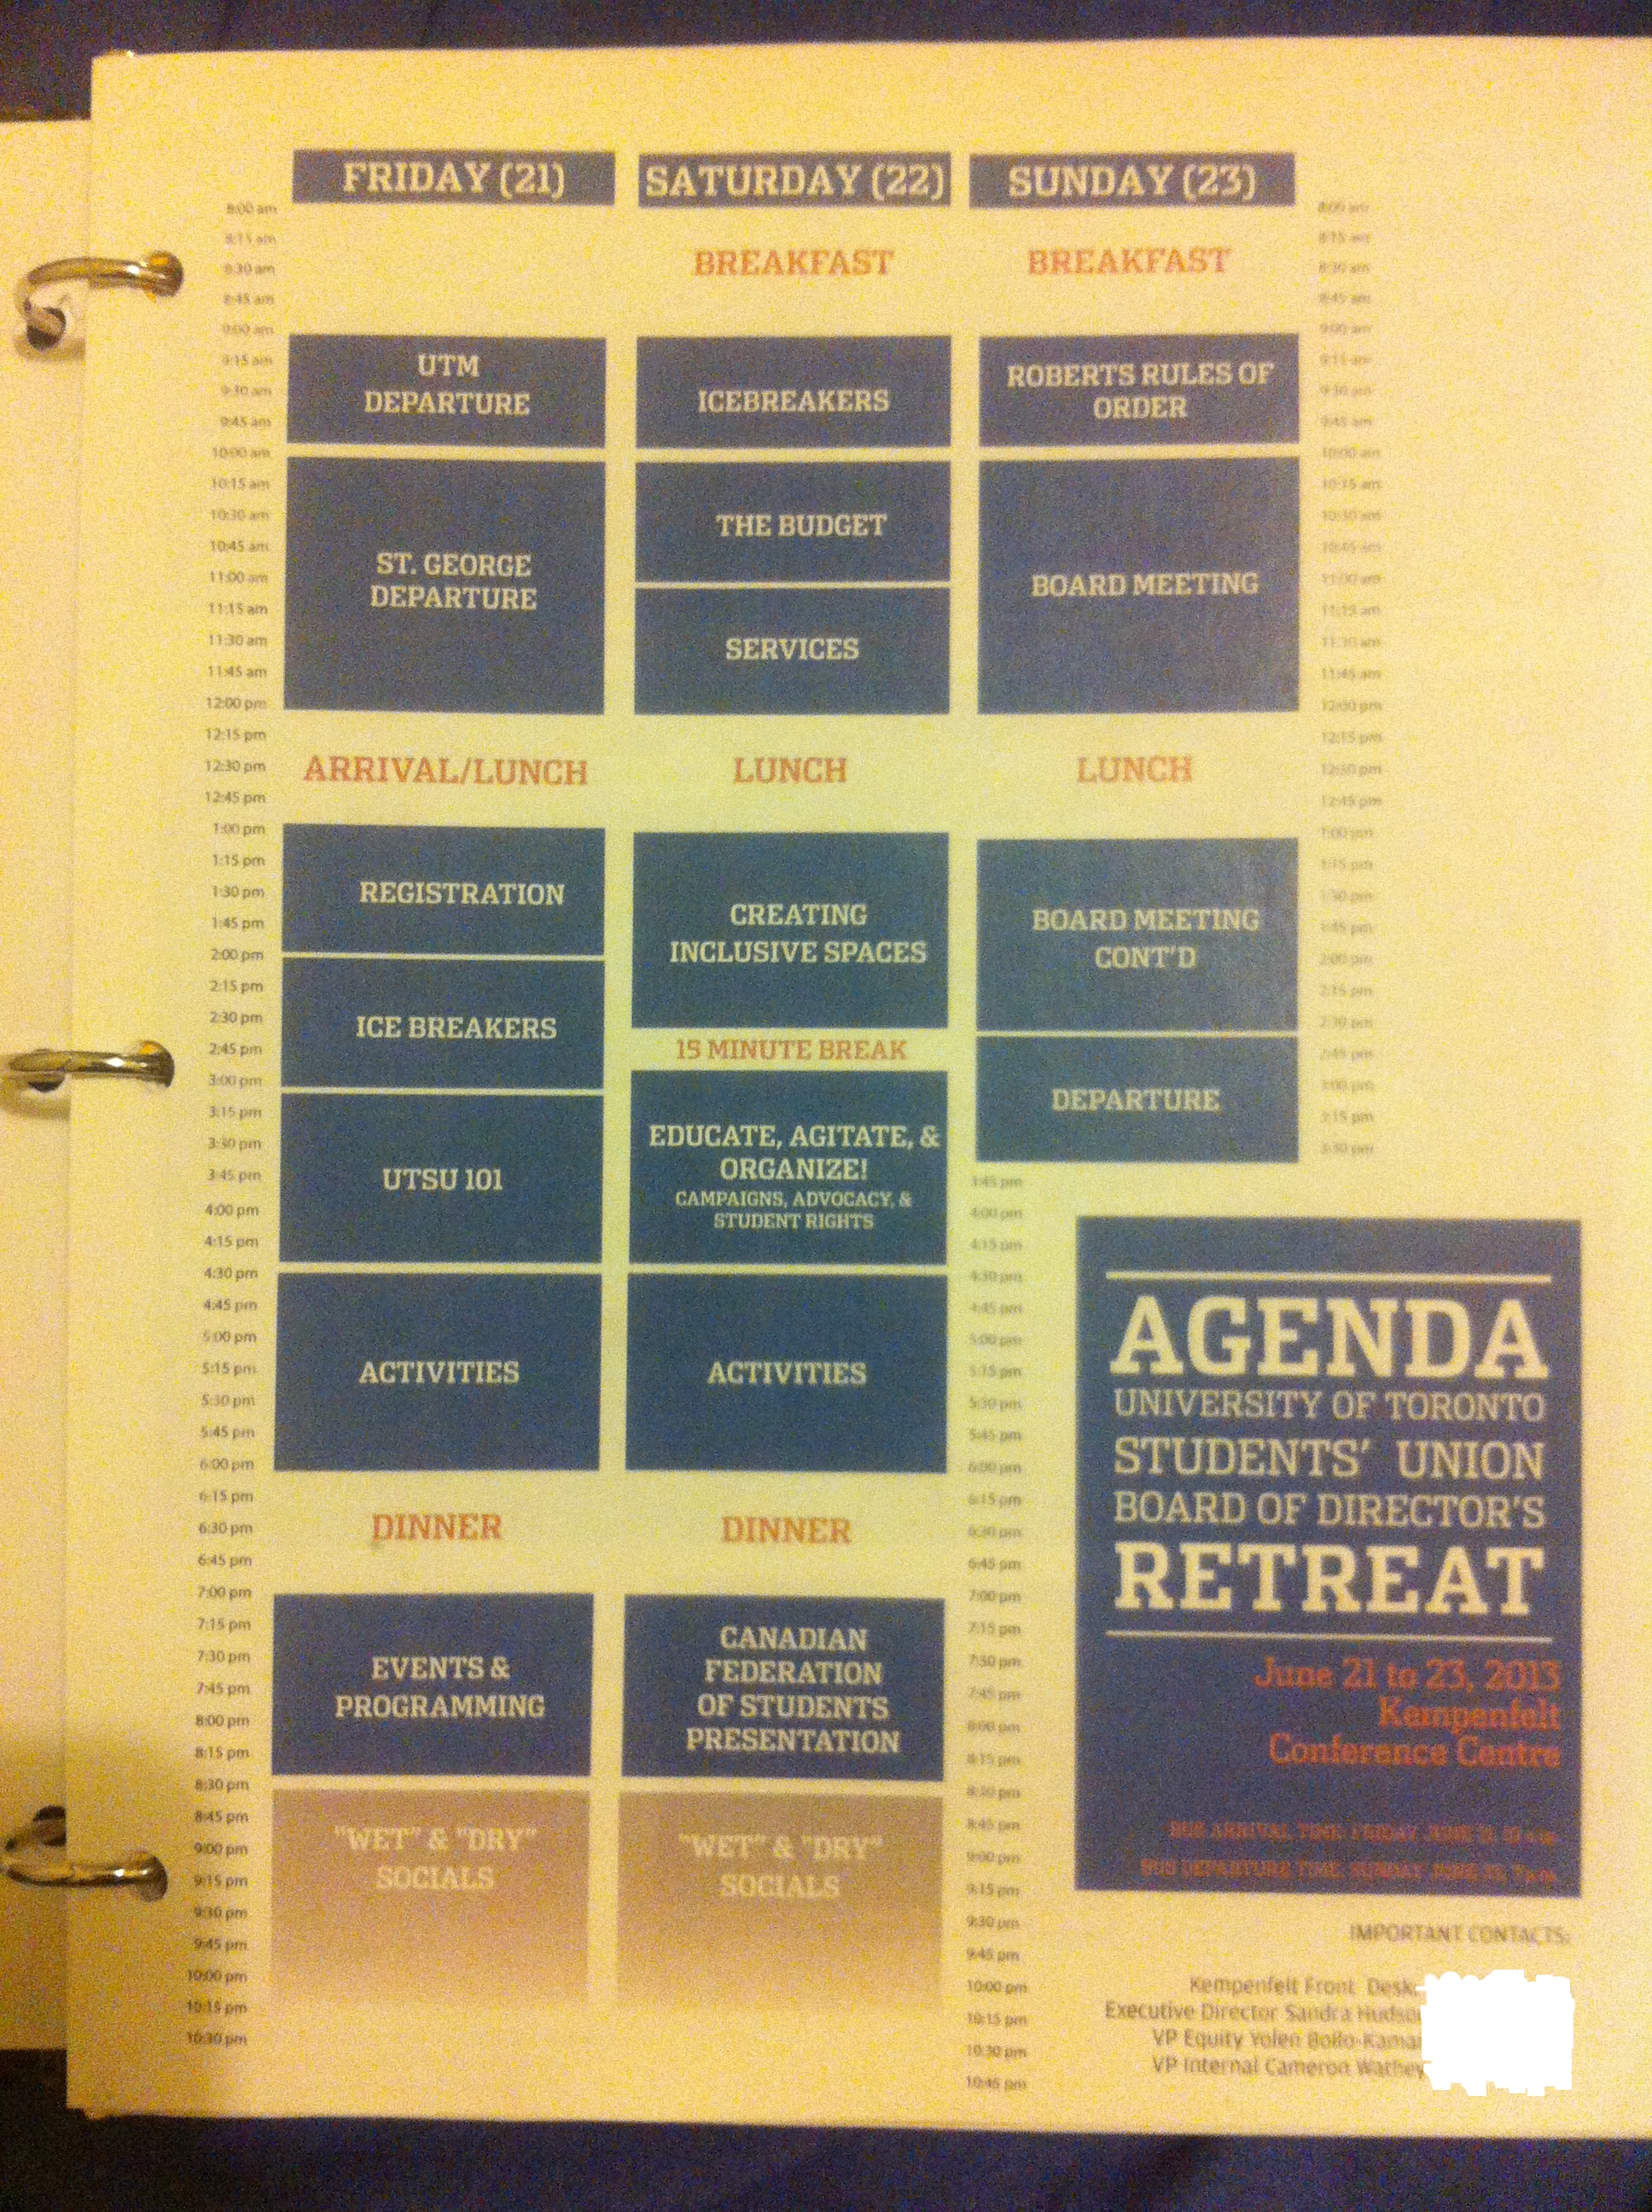 FRIDAY (21)
SATURDAY (22)
SUNDAY (23)
8:00 am
8:15 am
8:30 am
8:45 am
9:00 am
9:15 am
9:30 am
9:45 am
10:00 am
10:15 am
10:30 am
10:45 am
11:00 am
11:15 am
11:30 am
11:45 am
12:00 pm
12:15 pm
12:30 pm
12:45 pm
1:00 pm
1:15 pm
1:30 pm
1:45 pm
2:00 pm
2:15 pm
2:30 pm
2:45 pm
3:00 pm
3:15 pm
3:30 pm
3:45 pm
4:00 pm
4:15 pm
4:30 pm
4:45 pm
5:00 pm
5:15 pm
5:30 pm
5:45 pm
6:00 pm
6:15 pm
6:30 pm
6:45 pm
7:00 pm
7:15 pm
7:30 pm
7:45 pm
8:00 pm
8:15 pm
8:30 pm
8:45 pm
9:00 pm
9:15 pm
9:30 pm
9:45 pm
10:00 pm
10:15 pm
10:30 pm
UTM
DEPARTURE
ST. GEORGE
DEPARTURE
ARRIVAL/LUNCH
REGISTRATION
ICE BREAKERS
UTSU 101
ACTIVITIES
DINNER
EVENTS &
PROGRAMMING
"WET" & "DRY"
SOCIALS
BREAKFAST
ICEBREAKERS
THE BUDGET
SERVICES
LUNCH
CREATING
INCLUSIVE SPACES
15 MINUTE BREAK
EDUCATE, AGITATE, &
ORGANIZE!
CAMPAIGNS, ADVOCACY, &
STUDENT RIGHTS
ACTIVITIES
DINNER
CANADIAN
FEDERATION
OF STUDENTS
PRESENTATION
"WET" & "DRY"
SOCIALS
BREAKFAST
ROBERTS RULES OF
ORDER
BOARD MEETING
LUNCH
BOARD MEETING
CONT'D
DEPARTURE
8:00 am
8:15 am
8:30 am
8:45 am
9:00 am
9:15 am
9:30 am
9:45 am
10:00 am
10:15 am
10:30 am
10:45 am
11:00 am
11:15 am
11:30 am
11:45 am
12:00 pm
12:15 pm
12:30 pm
12:45 pm
1:00 pm
1:15 pm
1:30 pm
1:45 pm
2:00 pm
2:15 pm
2:30 pm
2:45 pm
3:00 pm
3:15 pm
3:30 pm
3:45 pm
4:00 pm
4:15 pm
4:30 pm
4:45 pm
5:00 pm
5:15 pm
5:30 pm
5:45 pm
6:00 pm
6:15 pm
6:30 pm
6:45 pm
7:00 pm
7:15 pm
7:30 pm
7:45 pm
8:00 pm
8:15 pm
8:30 pm
8:45 pm
9:00 pm
9:15 pm
9:30 pm
9:45 pm
10:00 pm
10:15 pm
10:30 pm
10:45 pm
AGENDA
UNIVERSITY OF TORONTO
STUDENTS' UNION
BOARD OF DIRECTOR'S
RETREAT
June 21 to 23, 2013
Kempenfelt
Conference Centre
BUS ARRIVAL TIME: FRIDAY JUNE 21,
BUS DEPARTURE TIME: SUNDAY JUNE 23,
IMPORTANT CONTACTS:
Kempenfelt Front Desk
Executive Director Sandra Hudson
VP Equity Yolen Bollo-Kama
VP Internal Cameron Wathey